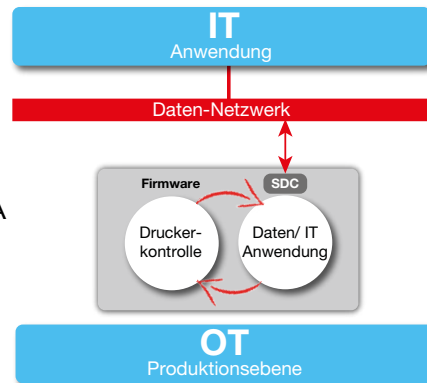 IT
Anwendung
Daten-Netzwerk
Firmware
SDC
A
Drucker-
kontrolle
Daten/ IT
Anwendung
OT
Produktionsebene